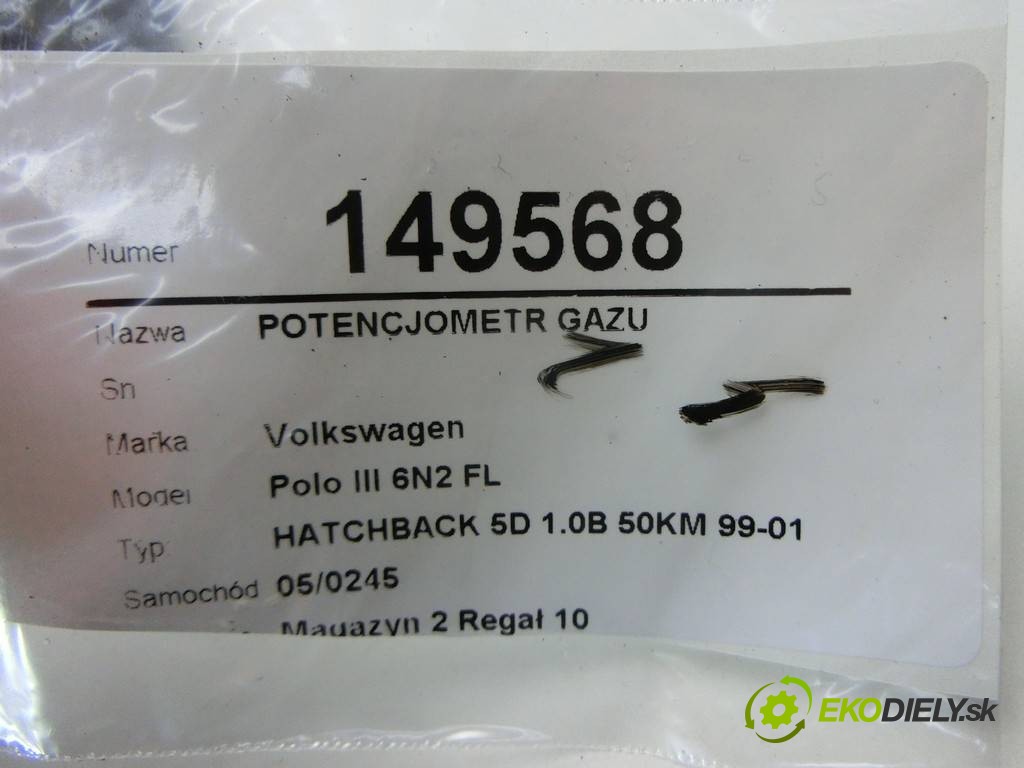 Numer 149568
Nazwa POTENCJOMETR GAZU
Sn
Marka Volkswagen
Model Polo III 6N2 FL
Typ HATCHBACK 5D 1.0B 50KM 99-01
Samochód 05/0245
Magazyn 2 Regał 10
EKODIELY.sk